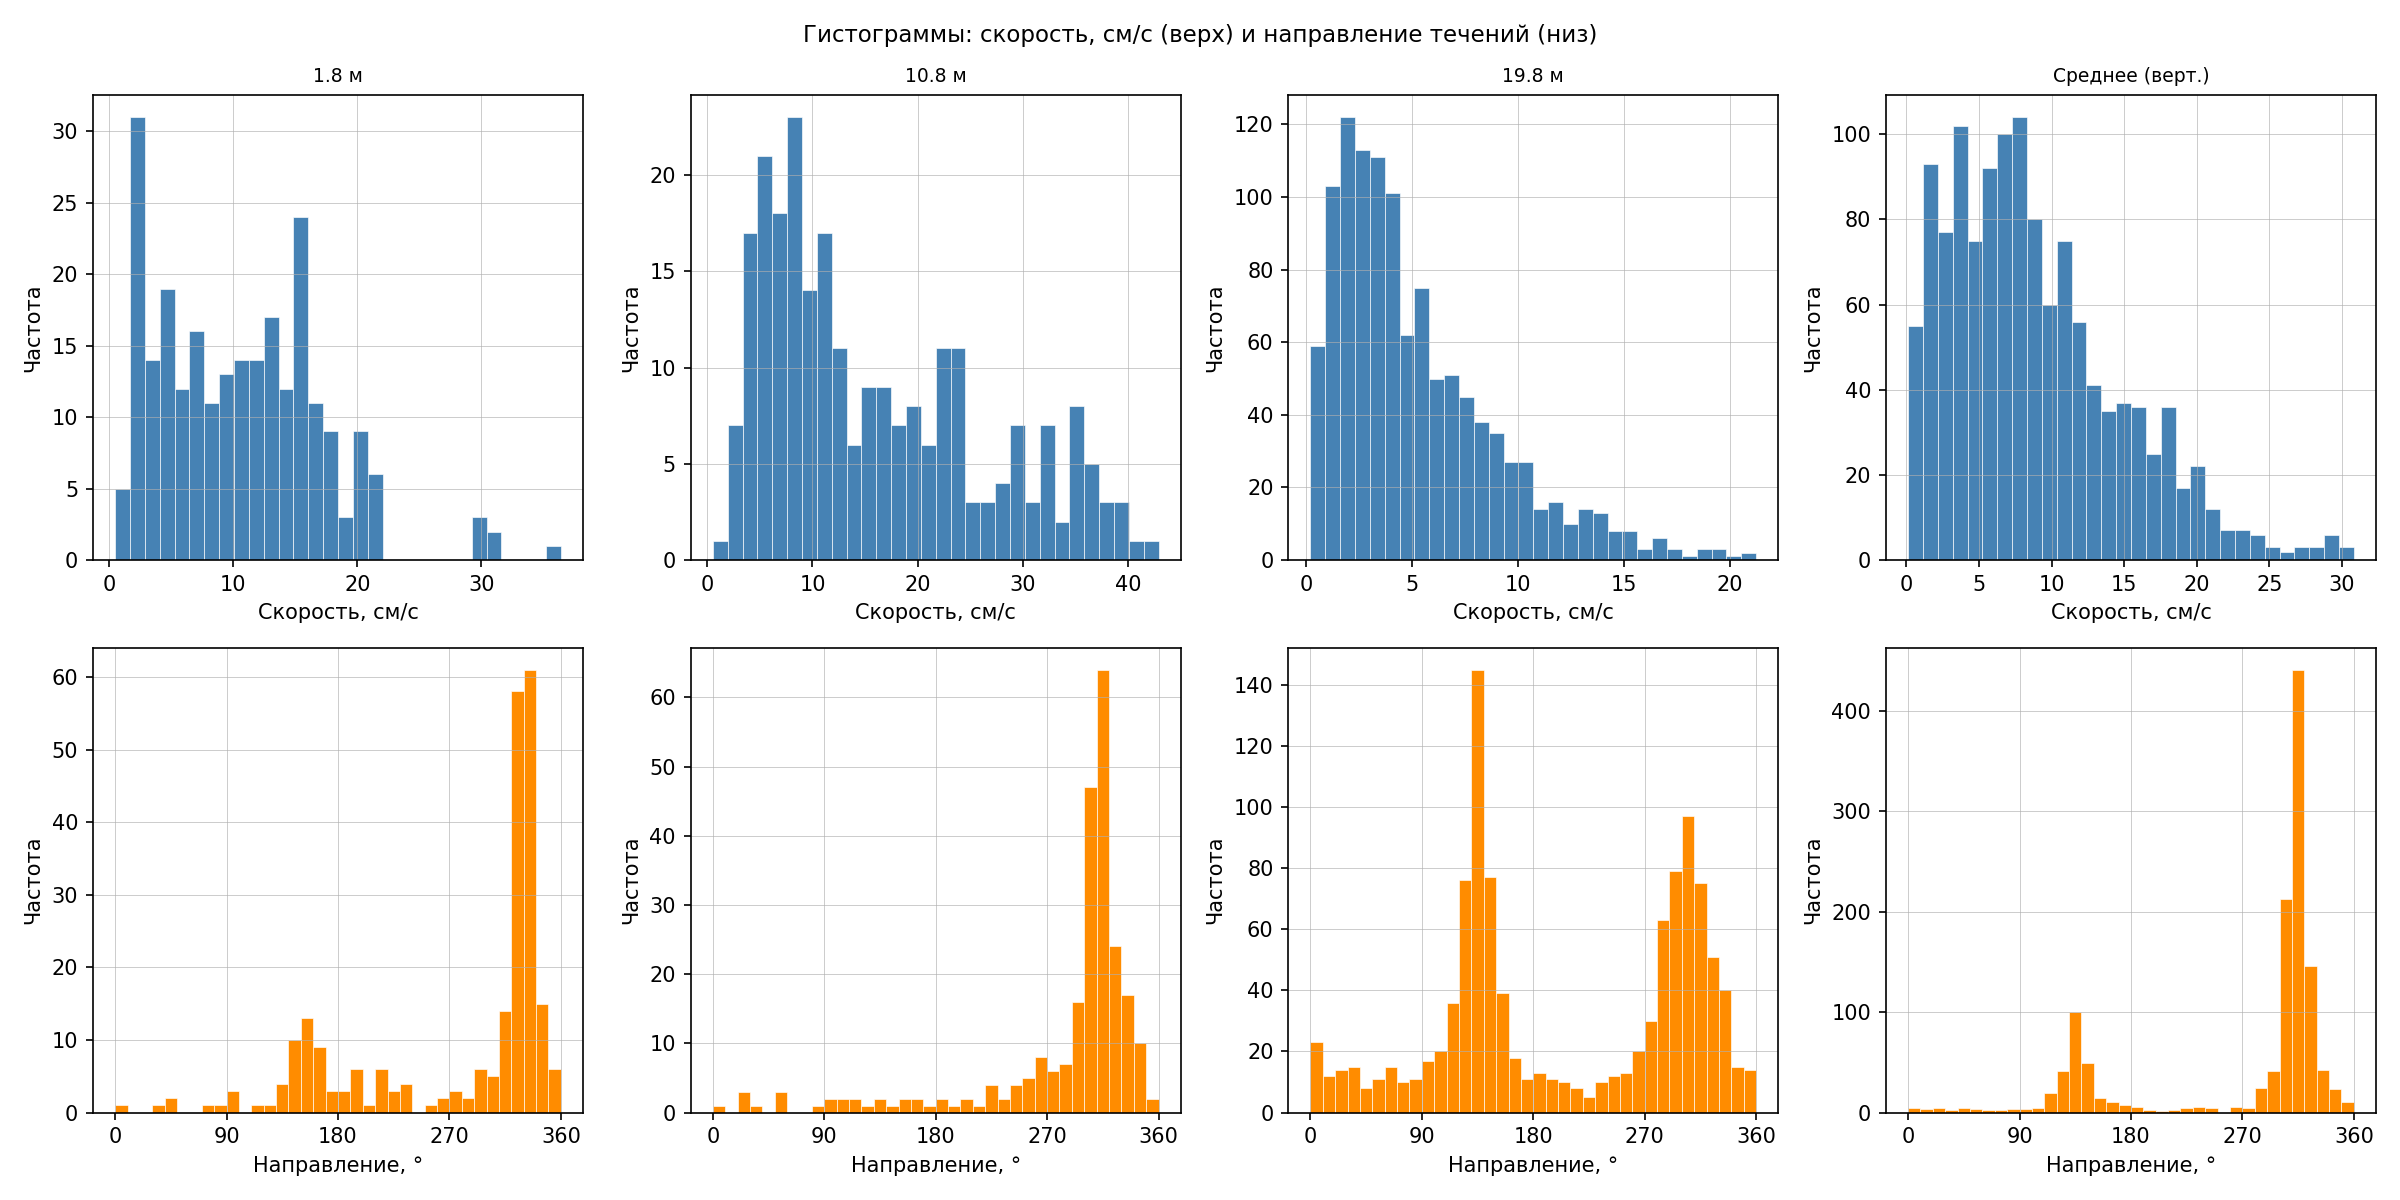 Гистограммы: скорость, см/с (верх) и направление течений (низ)
1.8 м
10.8 м
19.8 м
Среднее (верт.)
Частота
0 5 10 15 20 25 30
0 10 20 30
Скорость, см/с
Частота
0 5 10 15 20
0 10 20 30 40
Скорость, см/с
Частота
0 20 40 60 80 100 120
0 5 10 15 20
Скорость, см/с
Частота
0 20 40 60 80 100
0 5 10 15 20 25 30
Скорость, см/с
Частота
0 10 20 30 40 50 60
0 90 180 270 360
Направление, °
Частота
0 10 20 30 40 50 60
0 90 180 270 360
Направление, °
Частота
0 20 40 60 80 100 120 140
0 90 180 270 360
Направление, °
Частота
0 100 200 300 400
0 90 180 270 360
Направление, °